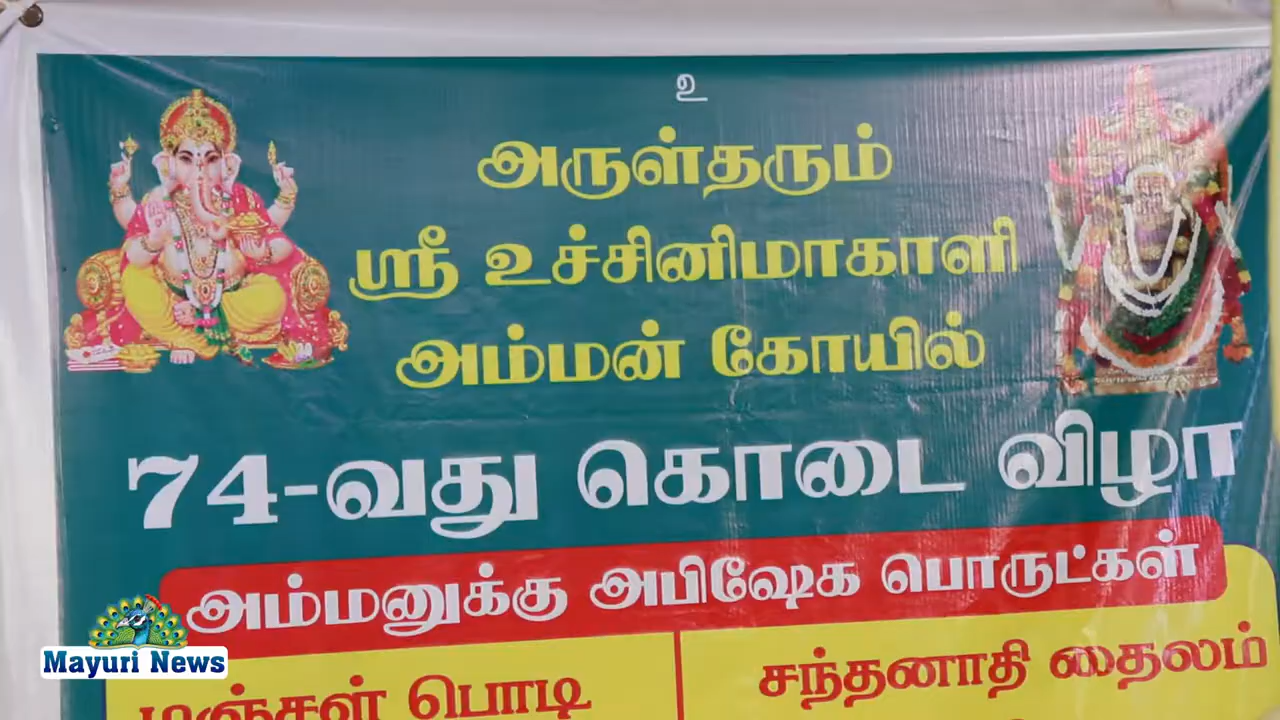 உ
அருள்தரும்
ஸ்ரீ உச்சினிமாகாளி
அம்மன் கோயில்
74-வது கொடை விழா
அம்மனுக்கு அபிஷேக பொருட்கள்
மஞ்சள் பொடி
சந்தனாதி தைலம்
Mayuri News